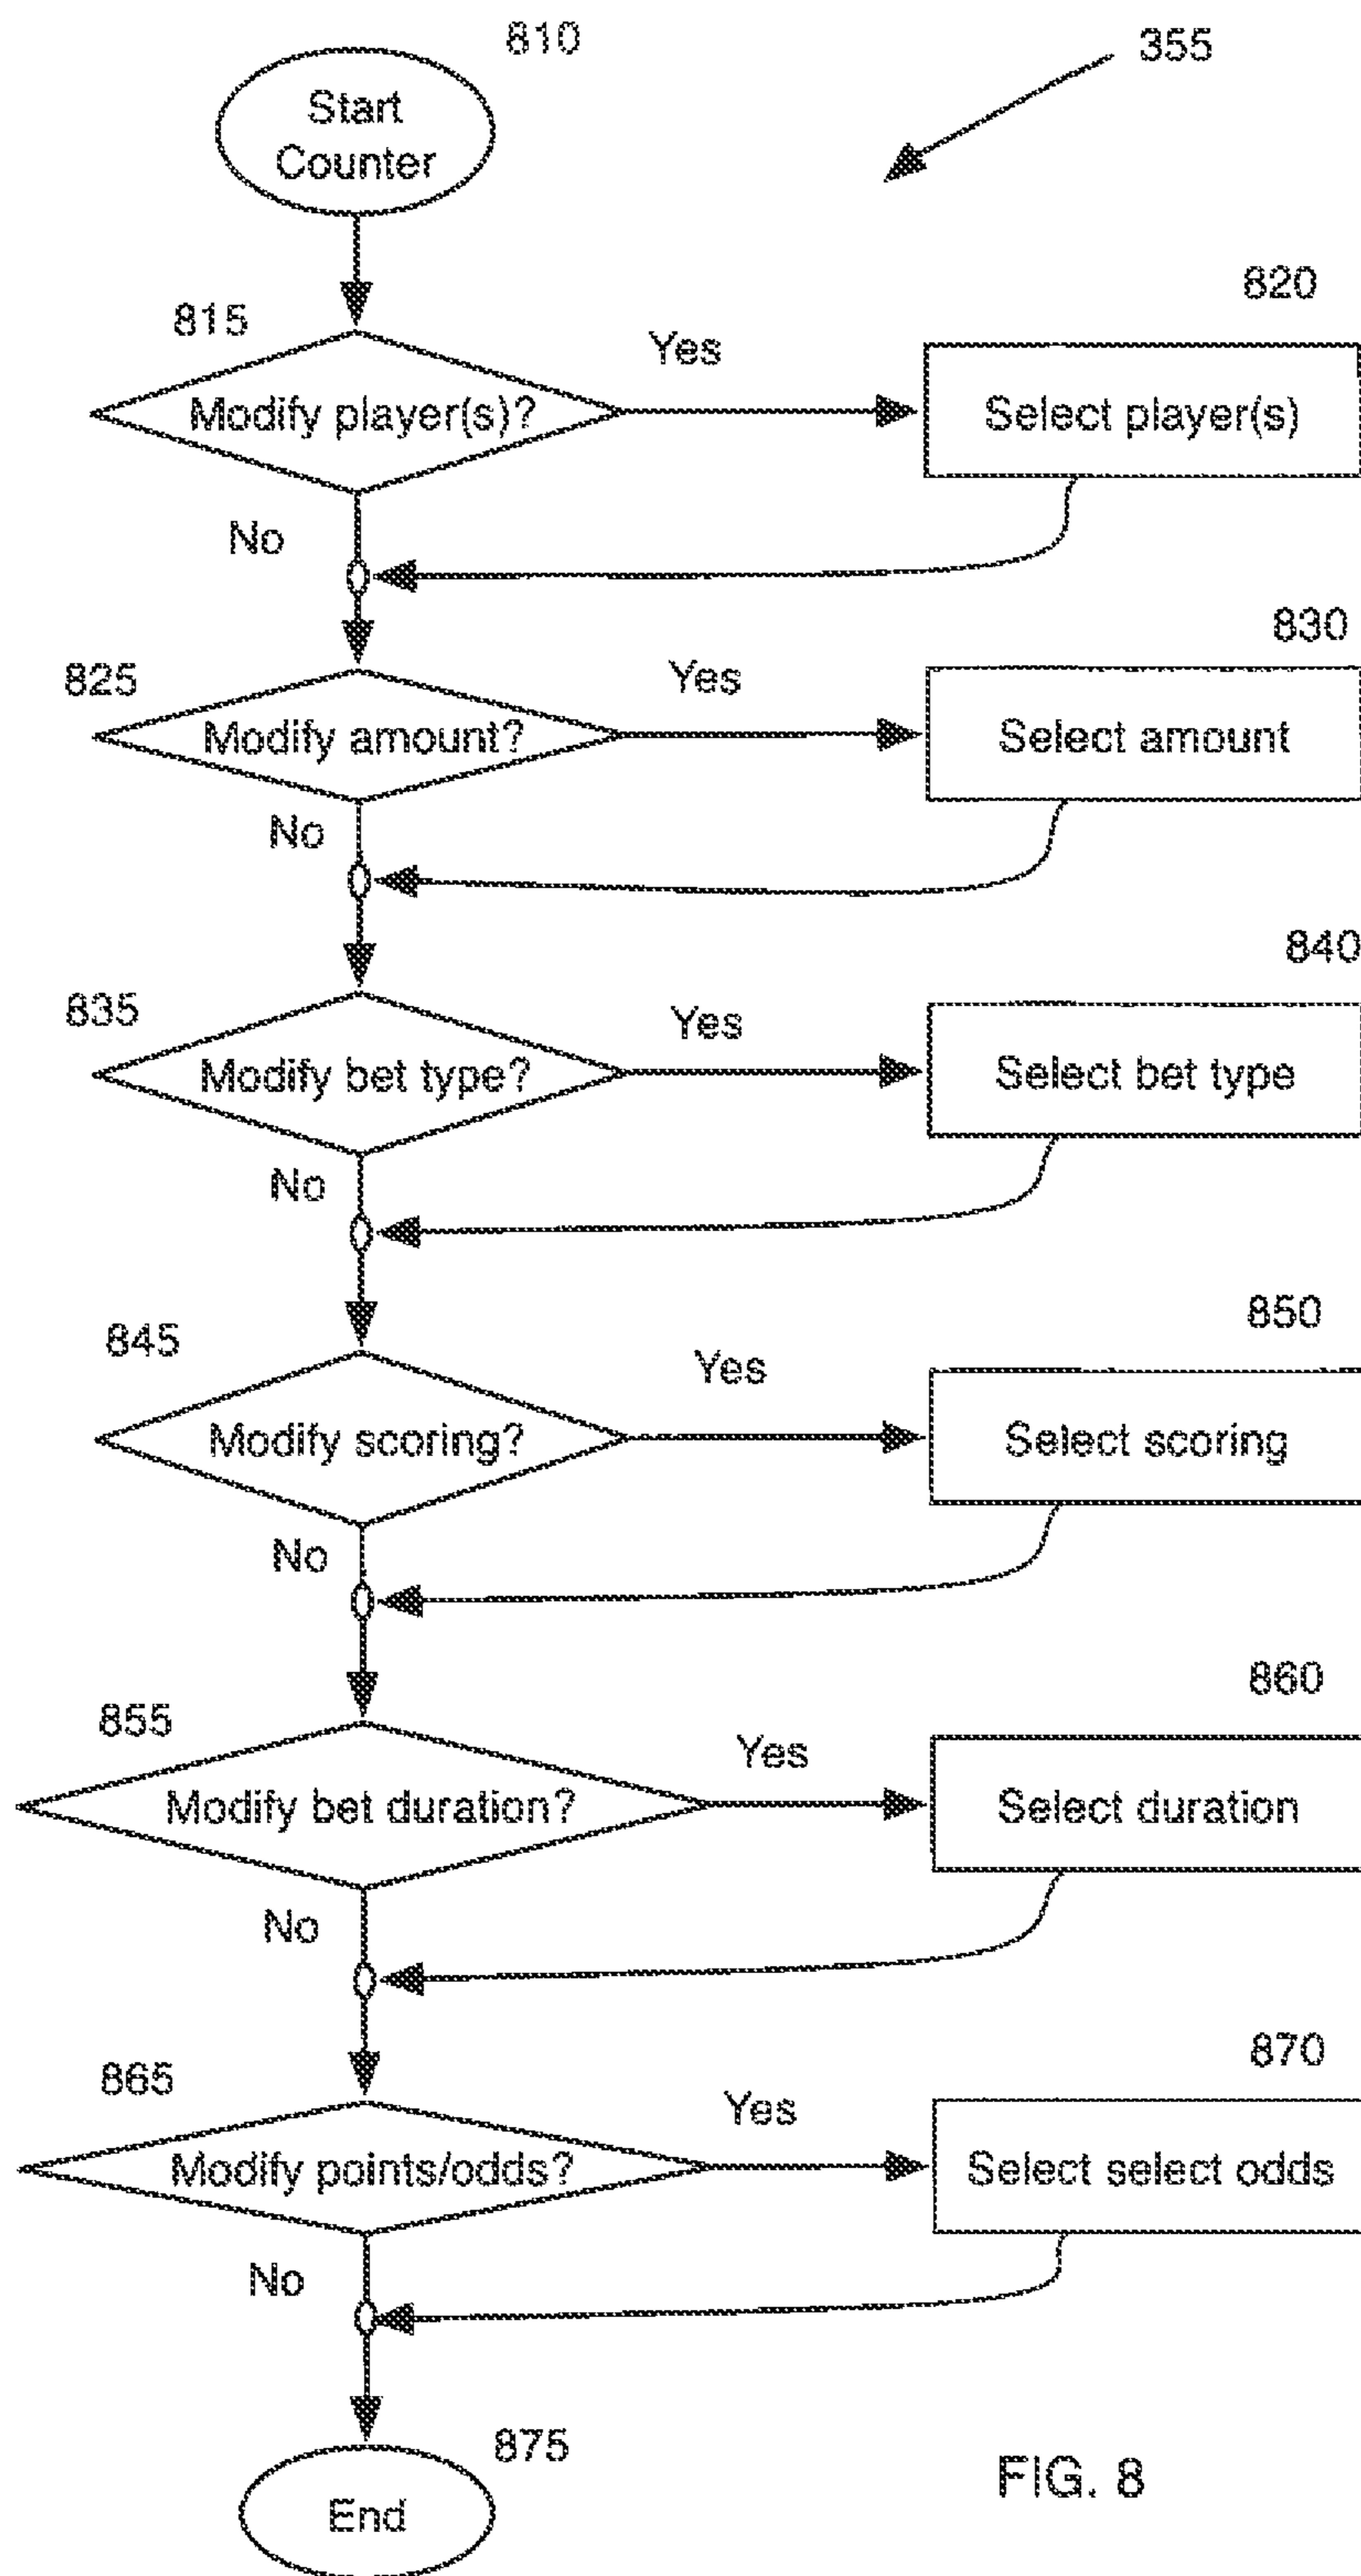 810
355
Start
Counter
820
815
Yes
Modify player(s)?
Select player(s)
No
830
825
Yes
Modify amount?
Select amount
No
840
835
Yes
Modify bet type?
Select bet type
No
850
845
Yes
Modify scoring?
Select scoring
No
860
855
Yes
Modify bet duration?
Select duration
No
870
865
Yes
Modify points/odds?
Select select odds
No
875
End
FIG. 8